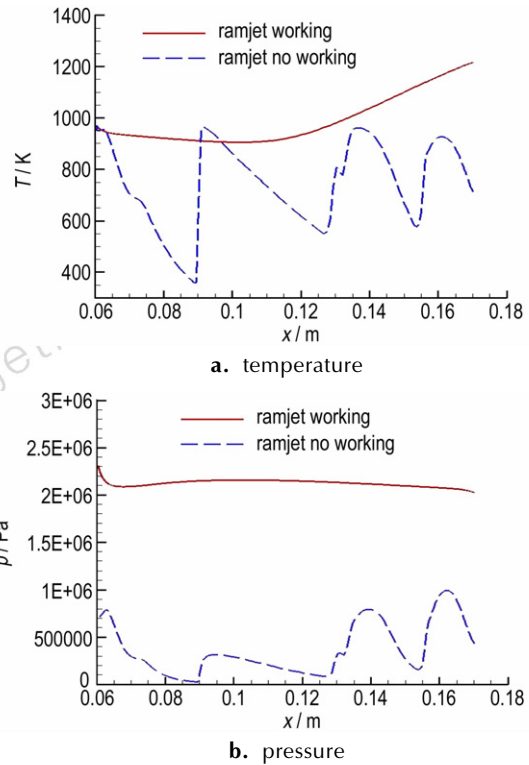 1400
1200
1000
800
600
400
T / K
ramjet working
ramjet no working
0.06 0.08 0.1 0.12 0.14 0.16 0.18
x / m
a. temperature
3E+06
2.5E+06
2E+06
1.5E+06
1E+06
500000
0
ramjet working
ramjet no working
0.06 0.08 0.1 0.12 0.14 0.16 0.18
x / m
b. pressure